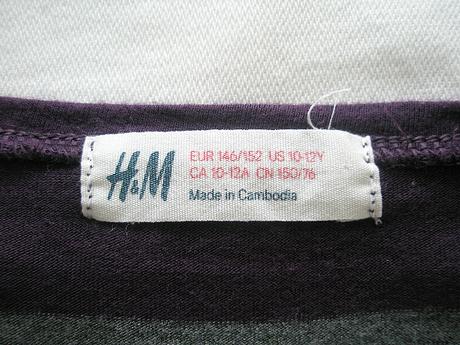 H&M
EUR 146/152 US 10-12Y
CA 10-12A CN 150/76
Made in Cambodia